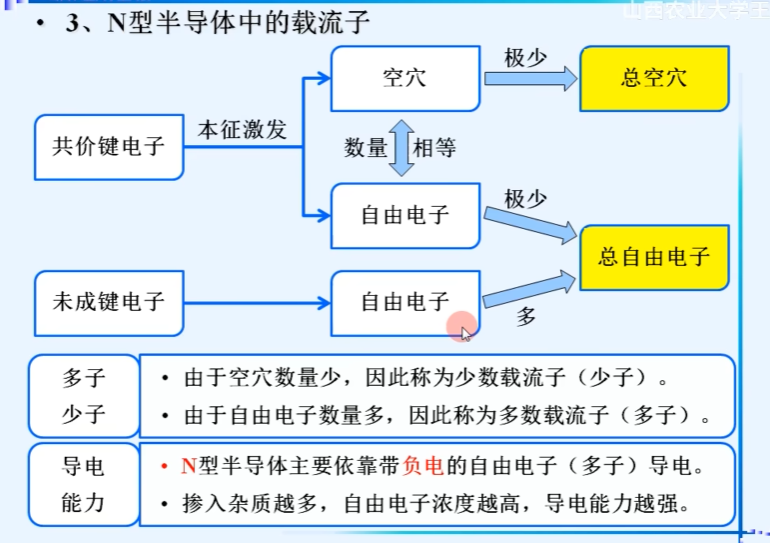 山西农业大学王
• 3、N型半导体中的载流子
空穴
极少
总空穴
共价键电子
本征激发
数量 相等
自由电子
极少
总自由电子
未成键电子
自由电子
多
多子
少子
• 由于空穴数量少，因此称为少数载流子（少子）。
• 由于自由电子数量多，因此称为多数载流子（多子）。
导电
能力
• N型半导体主要依靠带负电的自由电子（多子）导电。
• 掺入杂质越多，自由电子浓度越高，导电能力越强。